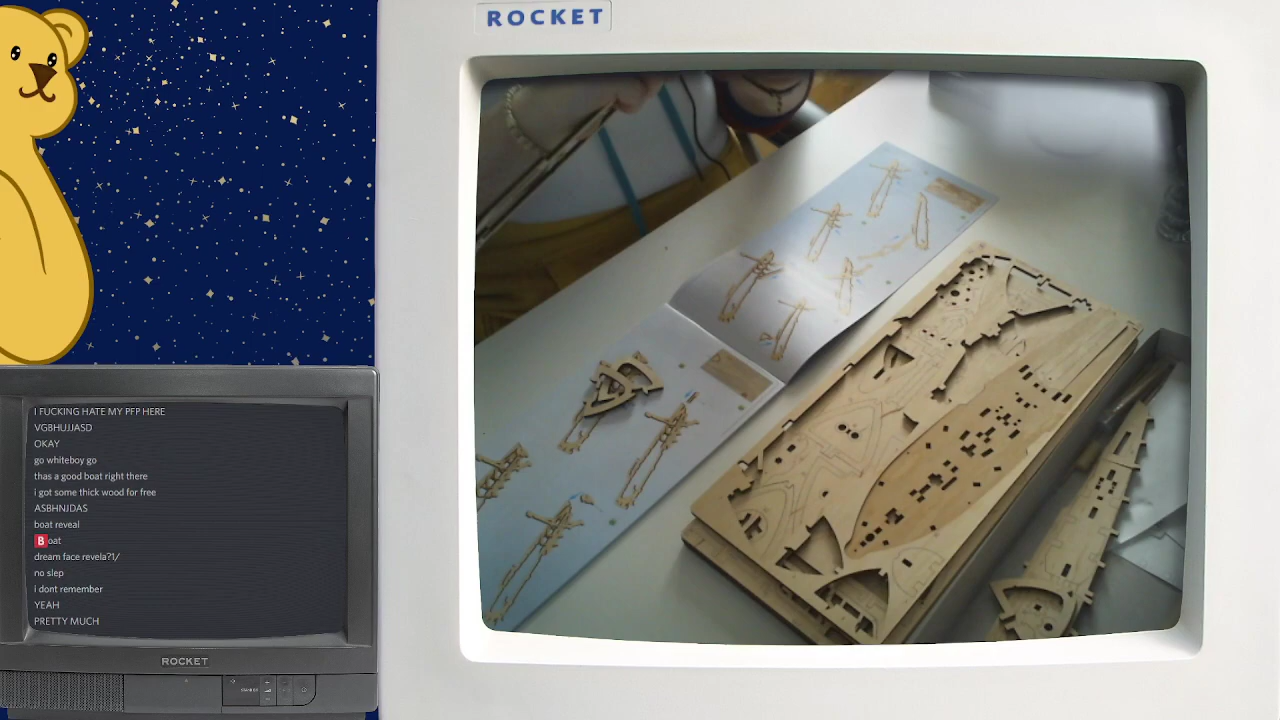 ROCKET
I FUCKING HATE MY PFP HERE
VGBHUJJASD
OKAY
go whiteboy go
thas a good boat right there
i got some thick wood for free
ASBHNJDAS
boat reveal
Boat
dream face revela?1/
no slep
i dont remember
YEAH
PRETTY MUCH
ROCKET